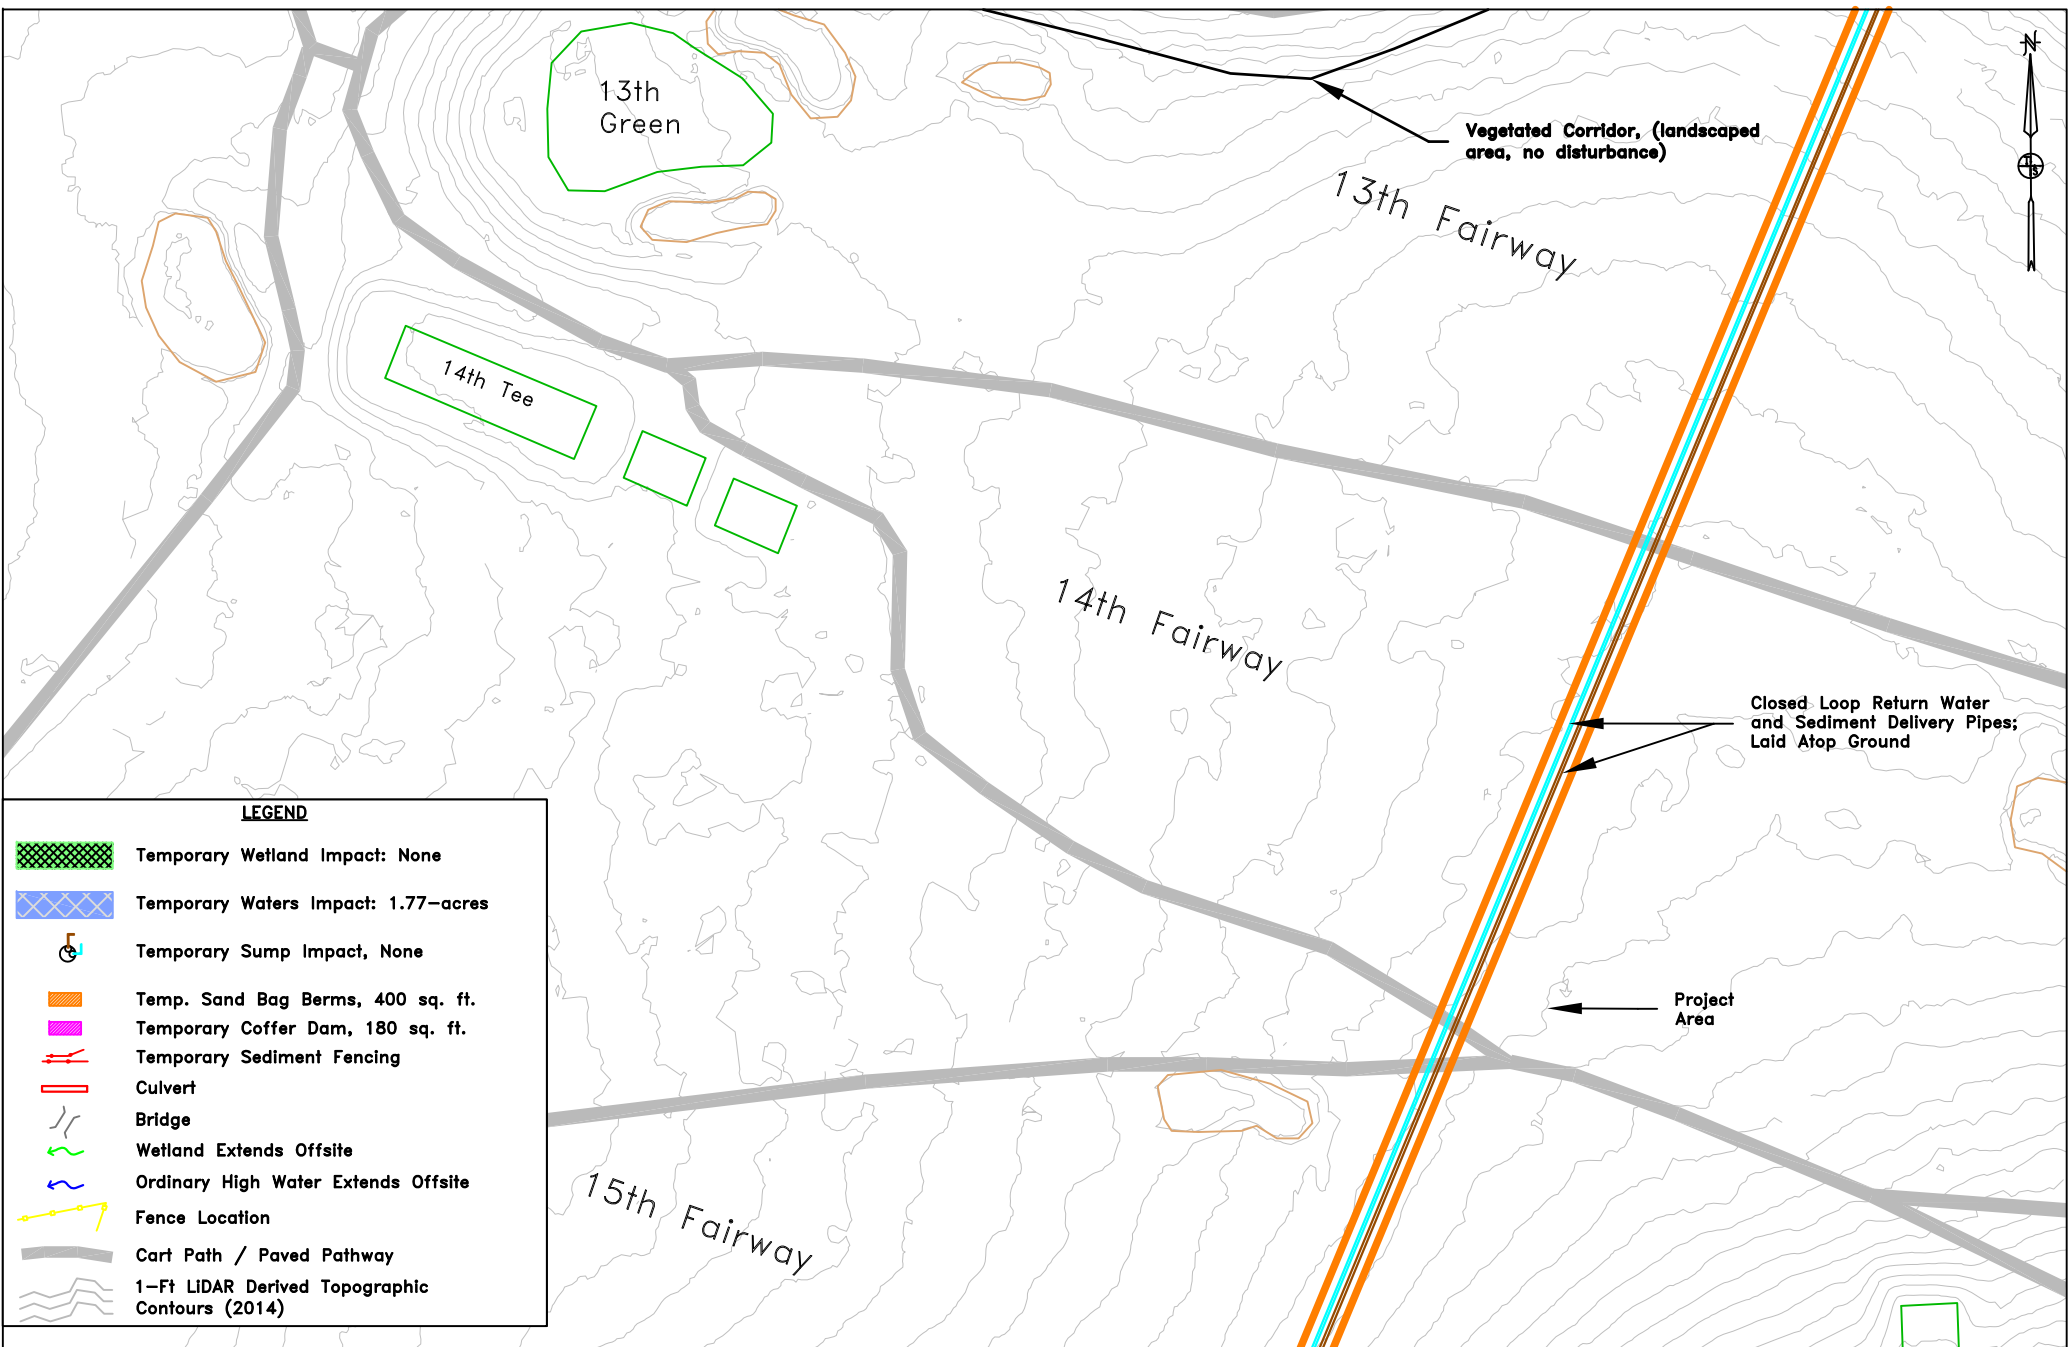 N
13th
Green
Vegetated Corridor, (landscaped
area, no disturbance)
T
S
13th Fairway
14th Tee
14th Fairway
Closed Loop Return Water
and Sediment Delivery Pipes;
Laid Atop Ground
Project
Area
15th Fairway
LEGEND
Temporary Wetland Impact: None
Temporary Waters Impact: 1.77-acres
Temporary Sump Impact, None
Temp. Sand Bag Berms, 400 sq. ft.
Temporary Coffer Dam, 180 sq. ft.
Temporary Sediment Fencing
Culvert
Bridge
Wetland Extends Offsite
Ordinary High Water Extends Offsite
Fence Location
Cart Path / Paved Pathway
1-Ft LiDAR Derived Topographic
Contours (2014)